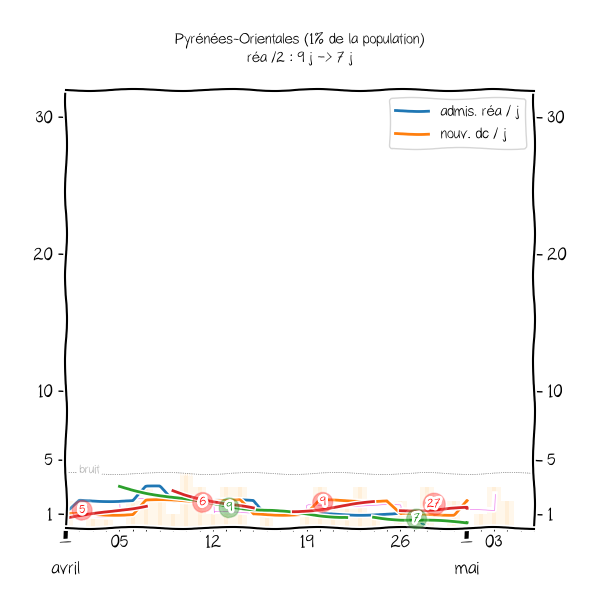 Pyrénées-Orientales (1% de la population)
réa /2 : 9 j -> 7 j
admis. réa / j
nouv. dc / j
30 30
20 20
10 10
5 5
bruit
1 1
5 6 9 9 7 27
1 05 12 19 26 1 03
avril mai